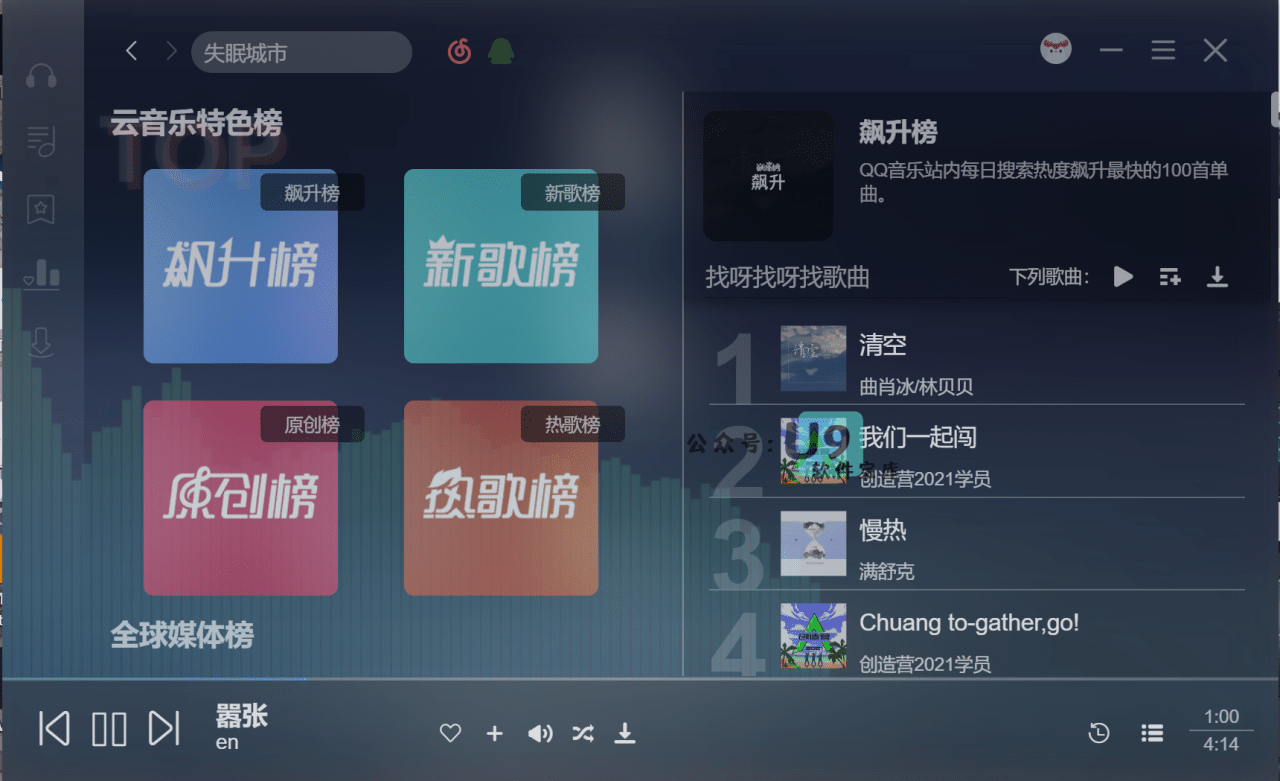 失眠城市
云音乐特色榜
TOP
飙升榜
飙升榜
新歌榜
新歌榜
原创榜
原创榜
热歌榜
热歌榜
全球媒体榜
飙升
飙升榜
QQ音乐站内每日搜索热度飙升最快的100首单
曲。
找呀找呀找歌曲
下列歌曲：
1
清空
清空
曲肖冰/林贝贝
2
我们一起闯
创造营2021学员
公众号：U9
软件宝库
3
慢热
满舒克
4
Chuang to-gather,go!
创造营2021学员
嚣张
en
1:00
4:14